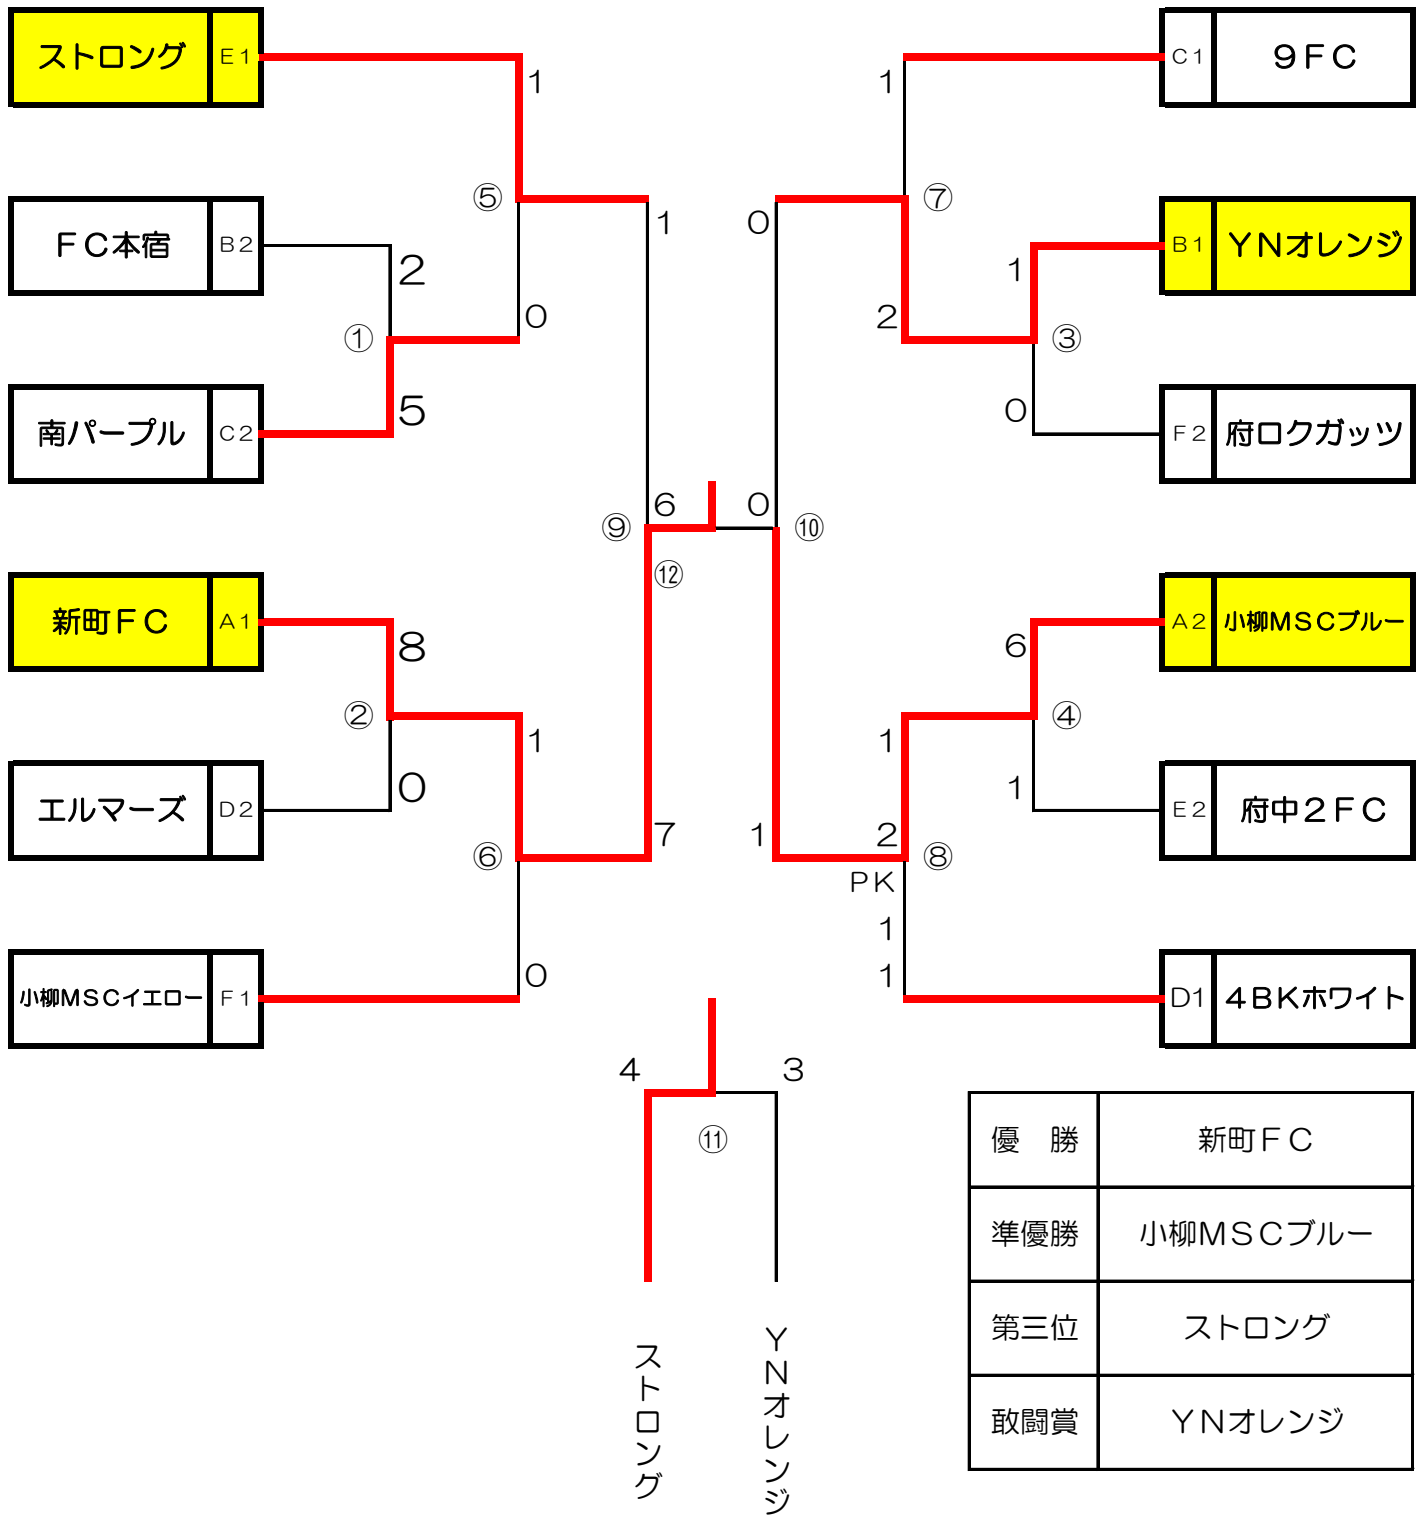 ストロング E1
1
⑤
FC本宿 B2
2
1
①
0
南パープル C2
5
6
⑨
⑫
新町FC A1
8
②
1
エルマーズ D2
0
7
⑥
小柳MSCイエロー F1
0
C1 9FC
1
0
⑦
B1 YNオレンジ
1
2
③
F2 府ロクガッツ
0
0
⑩
A2 小柳MSCブルー
6
④
1
E2 府中2FC
1
1
2
⑧
PK
1
1
D1 4BKホワイト
4
3
⑪
ストロング
YNオレンジ
優　勝 新町FC
準優勝 小柳MSCブルー
第三位 ストロング
敢闘賞 YNオレンジ